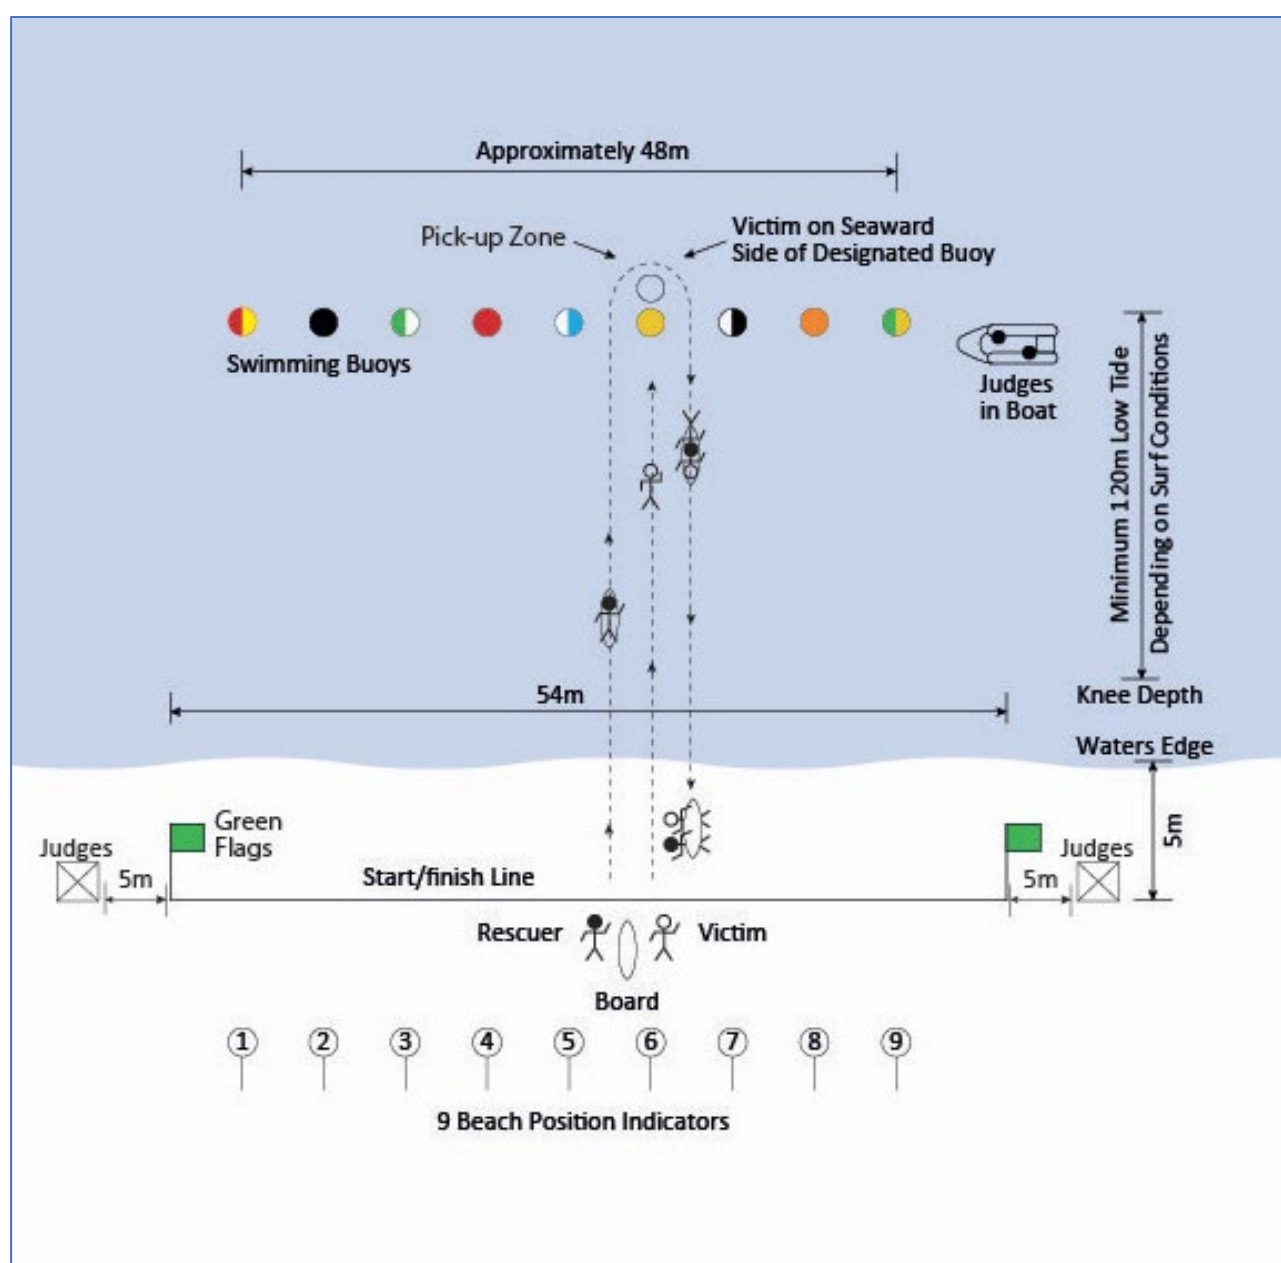 Approximately 48m
Pick-up Zone
Victim on Seaward
Side of Designated Buoy
Swimming Buoys
Judges
in Boat
Minimum 120m Low Tide
Depending on Surf Conditions
54m
Knee Depth
Waters Edge
Green
Flags
Judges
5m
Start/finish Line
5m
Judges
5m
Rescuer
Victim
Board
1 2 3 4 5 6 7 8 9
9 Beach Position Indicators